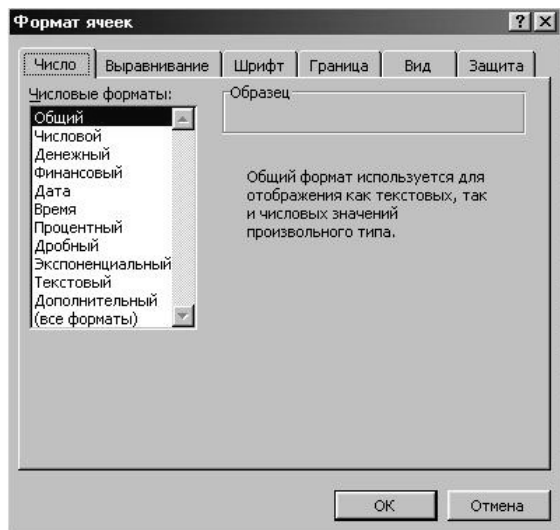 Формат ячеек
? ×
Число Выравнивание Шрифт Граница Вид Защита
Числовые форматы:
Общий
Числовой
Денежный
Финансовый
Дата
Время
Процентный
Дробный
Экспоненциальный
Текстовый
Дополнительный
(все форматы)
Образец
Общий формат используется для
отображения как текстовых, так
и числовых значений
произвольного типа.
ОК Отмена